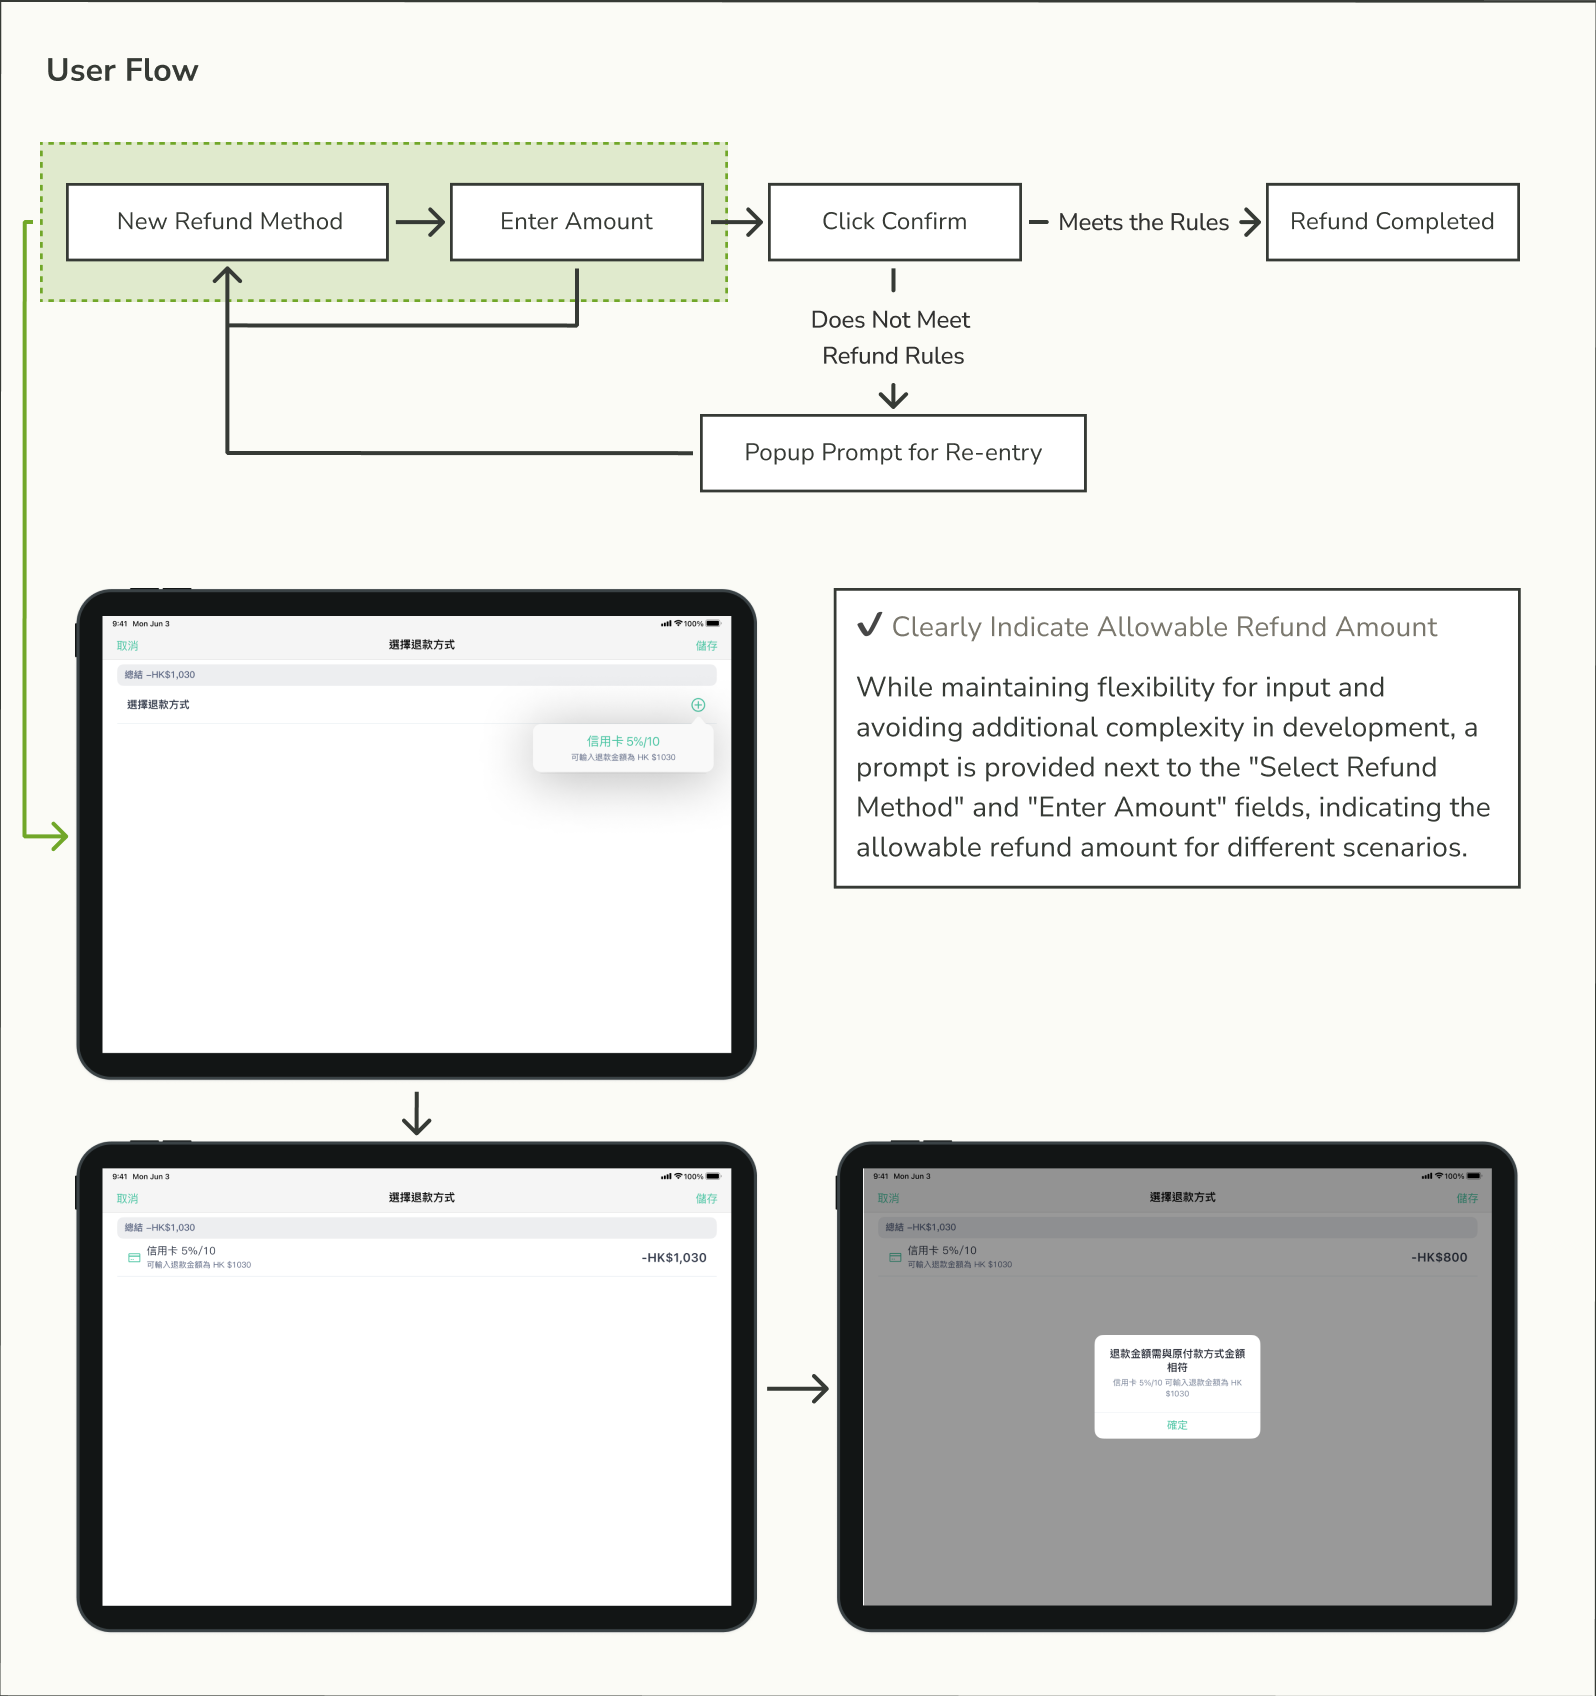 User Flow
New Refund Method
Enter Amount
Click Confirm
Meets the Rules
Refund Completed
Does Not Meet
Refund Rules
Popup Prompt for Re-entry
9:41 Mon Jun 3
100%
取消
選擇退款方式
儲存
總結 -HK$1,030
選擇退款方式
信用卡 5%/10
可輸入退款金額為 HK $1030
✔ Clearly Indicate Allowable Refund Amount
While maintaining flexibility for input and
avoiding additional complexity in development, a
prompt is provided next to the "Select Refund
Method" and "Enter Amount" fields, indicating the
allowable refund amount for different scenarios.
9:41 Mon Jun 3
100%
取消
選擇退款方式
儲存
總結 -HK$1,030
信用卡 5%/10
可輸入退款金額為 HK $1030
-HK$1,030
9:41 Mon Jun 3
100%
取消
選擇退款方式
儲存
總結 -HK$1,030
信用卡 5%/10
可輸入退款金額為 HK $1030
-HK$800
退款金額需與原付款方式金額
相符
信用卡 5%/10 可輸入退款金額為 HK
$1030
確定